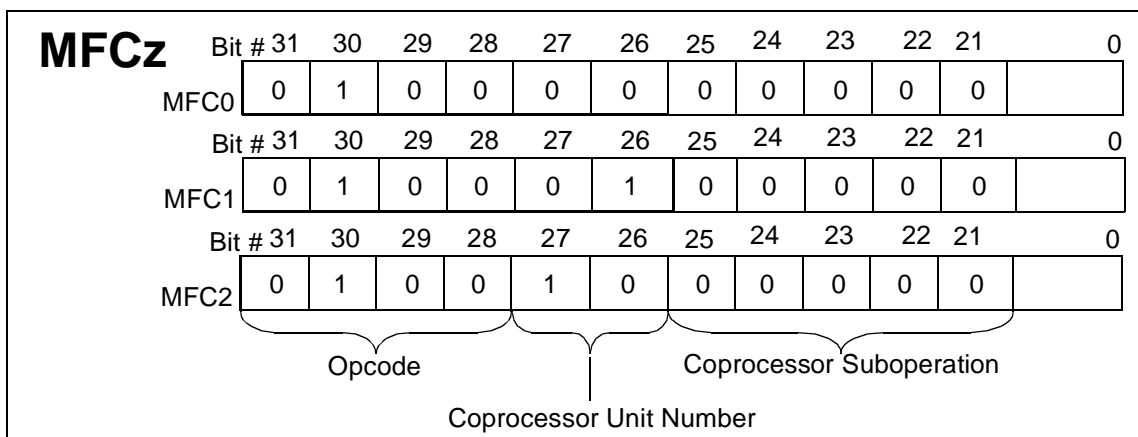 MFCz Bit # 31 30 29 28 27 26 25 24 23 22 21 0
MFC0 0 1 0 0 0 0 0 0 0 0 0
Bit # 31 30 29 28 27 26 25 24 23 22 21 0
MFC1 0 1 0 0 0 1 0 0 0 0 0
Bit # 31 30 29 28 27 26 25 24 23 22 21 0
MFC2 0 1 0 0 1 0 0 0 0 0 0
Opcode Coprocessor Suboperation
Coprocessor Unit Number